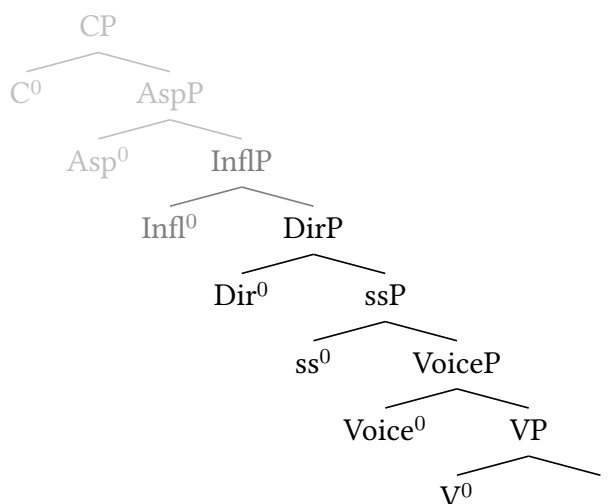 CP
C⁰ AspP
Asp⁰ InflP
Infl⁰ DirP
Dir⁰ ssP
ss⁰ VoiceP
Voice⁰ VP
V⁰